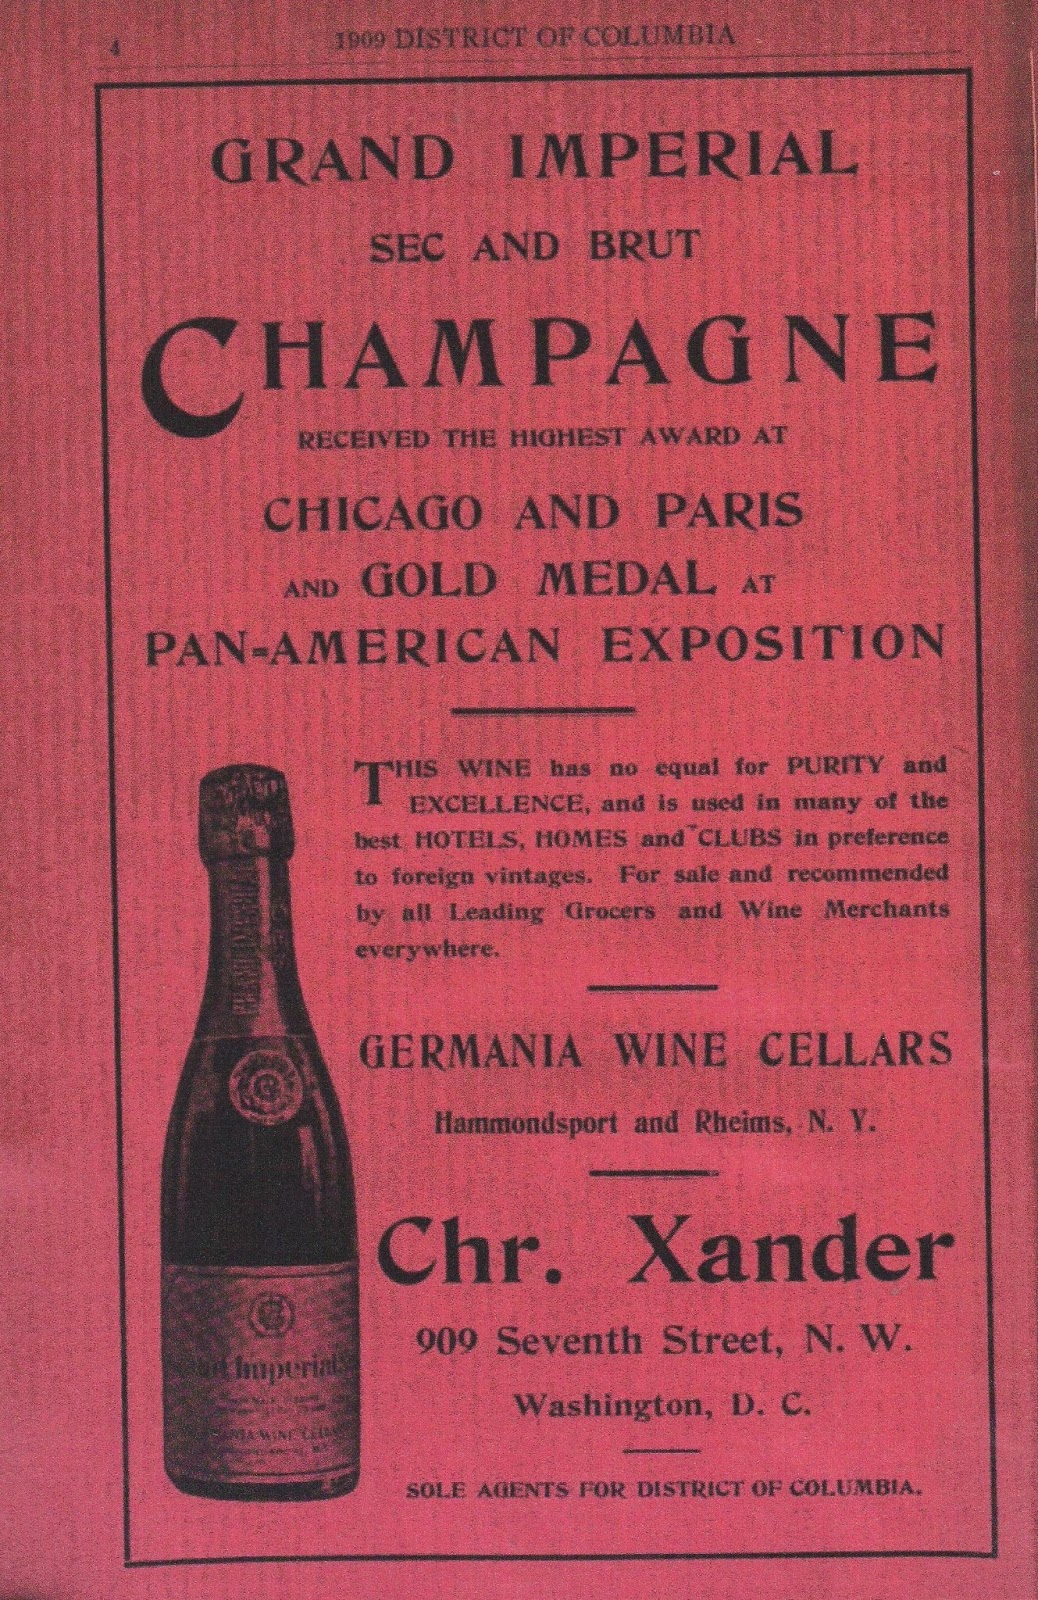 4
1909 DISTRICT OF COLUMBIA
GRAND IMPERIAL
SEC AND BRUT
CHAMPAGNE
RECEIVED THE HIGHEST AWARD AT
CHICAGO AND PARIS
AND GOLD MEDAL AT
PAN=AMERICAN EXPOSITION
THIS WINE has no equal for PURITY and
EXCELLENCE, and is used in many of the
best HOTELS, HOMES and CLUBS in preference
to foreign vintages. For sale and recommended
by all Leading Grocers and Wine Merchants
everywhere.
GERMANIA WINE CELLARS
Hammondsport and Rheims, N. Y.
Chr. Xander
909 Seventh Street, N. W.
Washington, D. C.
SOLE AGENTS FOR DISTRICT OF COLUMBIA.
GRAND IMPERIAL
Imperial
WINE